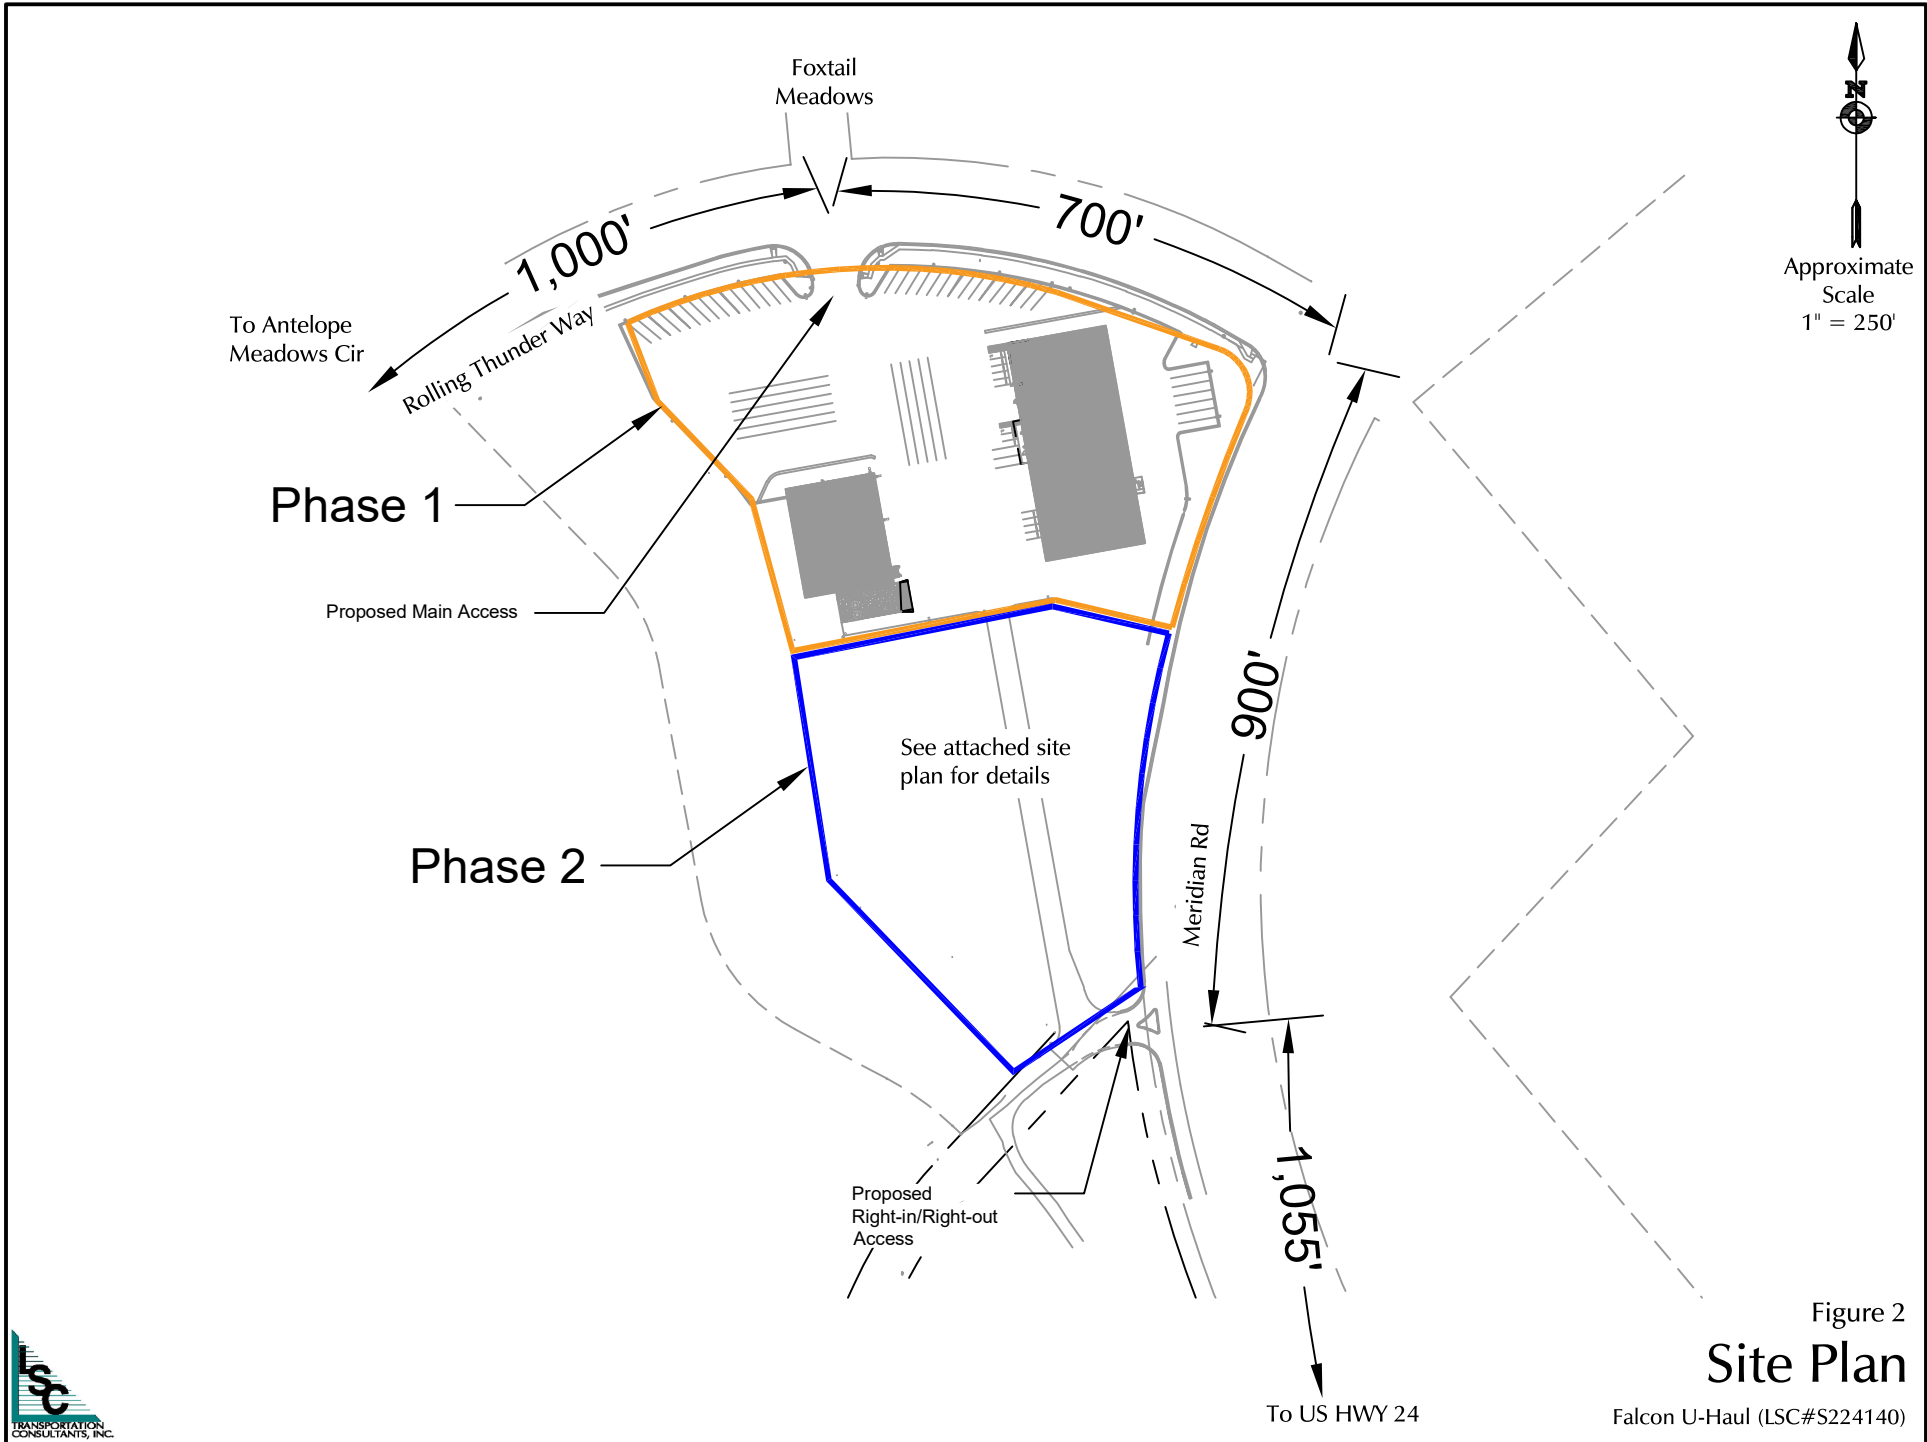 Foxtail
Meadows
N
Approximate
Scale
1" = 250'
1,000'
700'
To Antelope
Meadows Cir
Rolling Thunder Way
Phase 1
Proposed Main Access
900'
See attached site
plan for details
Phase 2
Meridian Rd
1,055'
Proposed
Right-in/Right-out
Access
To US HWY 24
Figure 2
Site Plan
Falcon U-Haul (LSC#S224140)
LSC
TRANSPORTATION
CONSULTANTS, INC.